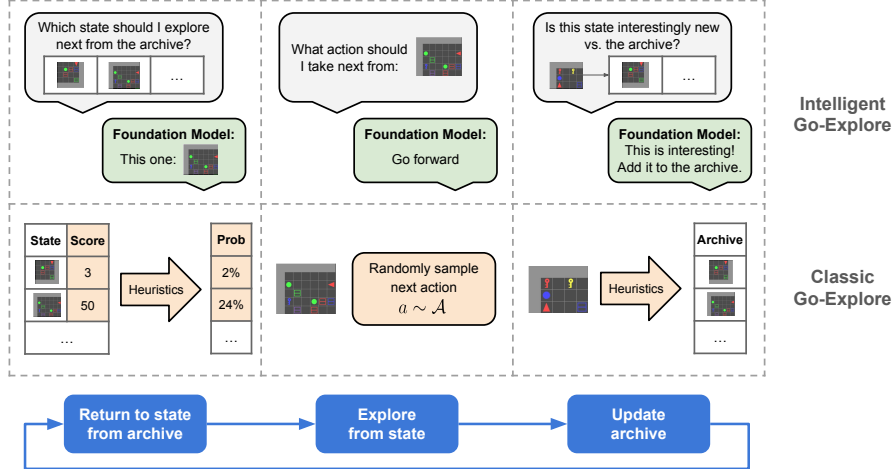 Which state should I explore
next from the archive?
...
Foundation Model:
This one:
What action should
I take next from:
Foundation Model:
Go forward
Is this state interestingly new
vs. the archive?
...
Foundation Model:
This is interesting!
Add it to the archive.
Intelligent
Go-Explore
State Score
3
50
...
Heuristics
Prob
2%
24%
...
Randomly sample
next action
a ∼ 𝒜
Heuristics
Archive
...
Classic
Go-Explore
Return to state
from archive
Explore
from state
Update
archive